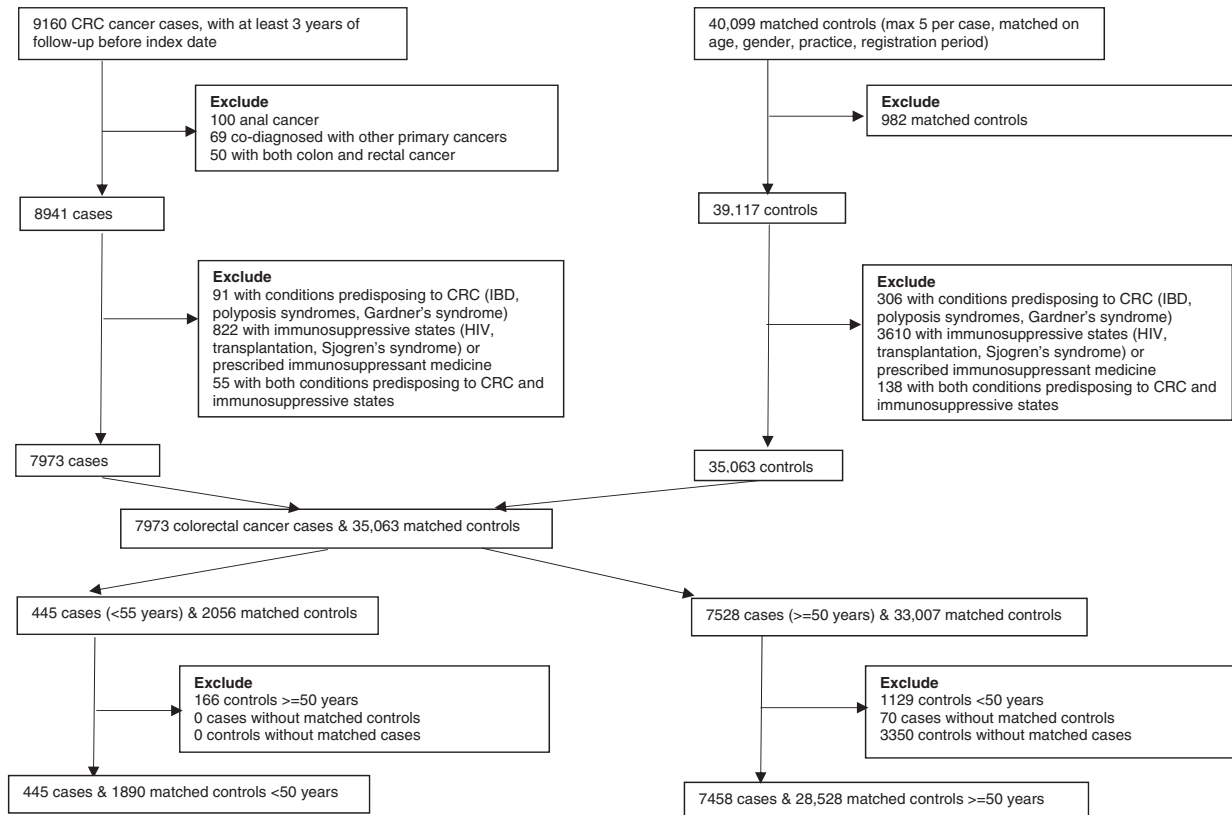 9160 CRC cancer cases, with at least 3 years of
follow-up before index date
40,099 matched controls (max 5 per case, matched on
age, gender, practice, registration period)
Exclude
100 anal cancer
69 co-diagnosed with other primary cancers
50 with both colon and rectal cancer
Exclude
982 matched controls
8941 cases
39,117 controls
Exclude
91 with conditions predisposing to CRC (IBD,
polyposis syndromes, Gardner's syndrome)
822 with immunosuppressive states (HIV,
transplantation, Sjogren's syndrome) or
prescribed immunosuppressant medicine
55 with both conditions predisposing to CRC and
immunosuppressive states
Exclude
306 with conditions predisposing to CRC (IBD,
polyposis syndromes, Gardner's syndrome)
3610 with immunosuppressive states (HIV,
transplantation, Sjogren's syndrome) or
prescribed immunosuppressant medicine
138 with both conditions predisposing to CRC and
immunosuppressive states
7973 cases
35,063 controls
7973 colorectal cancer cases & 35,063 matched controls
445 cases (<55 years) & 2056 matched controls
7528 cases (>=50 years) & 33,007 matched controls
Exclude
166 controls >=50 years
0 cases without matched controls
0 controls without matched cases
Exclude
1129 controls <50 years
70 cases without matched controls
3350 controls without matched cases
445 cases & 1890 matched controls <50 years
7458 cases & 28,528 matched controls >=50 years